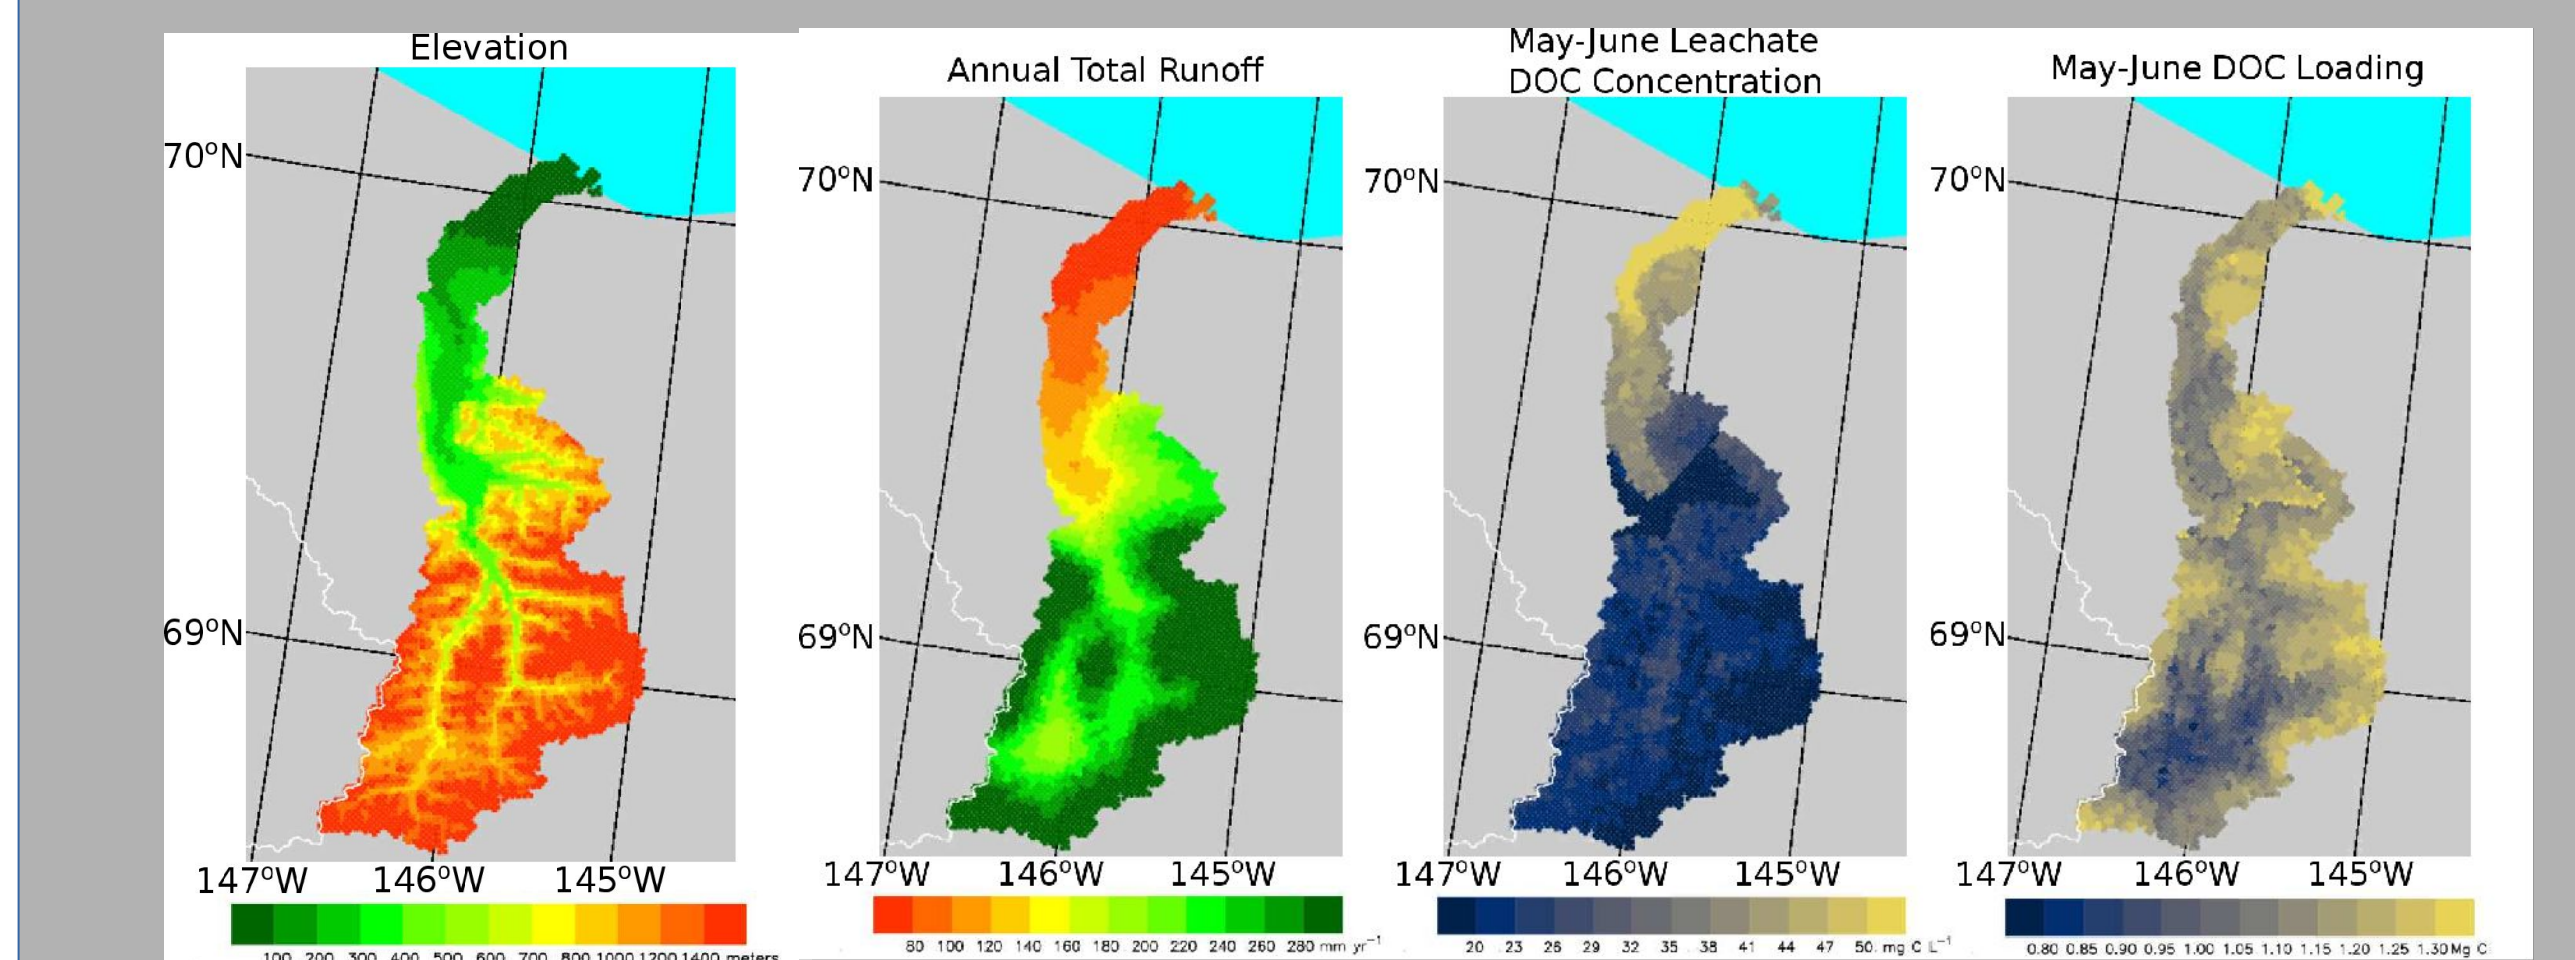 Elevation
70°N
69°N
147°W 146°W 145°W
100 200 300 400 500 600 700 800 1000 1200 1400 meters
Annual Total Runoff
70°N
69°N
147°W 146°W 145°W
80 100 120 140 160 180 200 220 240 260 280 mm yr⁻¹
May-June Leachate
DOC Concentration
70°N
69°N
147°W 146°W 145°W
20 23 26 29 32 35 38 41 44 47 50 mg C L⁻¹
May-June DOC Loading
70°N
69°N
147°W 146°W 145°W
0.80 0.85 0.90 0.95 1.00 1.05 1.10 1.15 1.20 1.25 1.30 Mg C